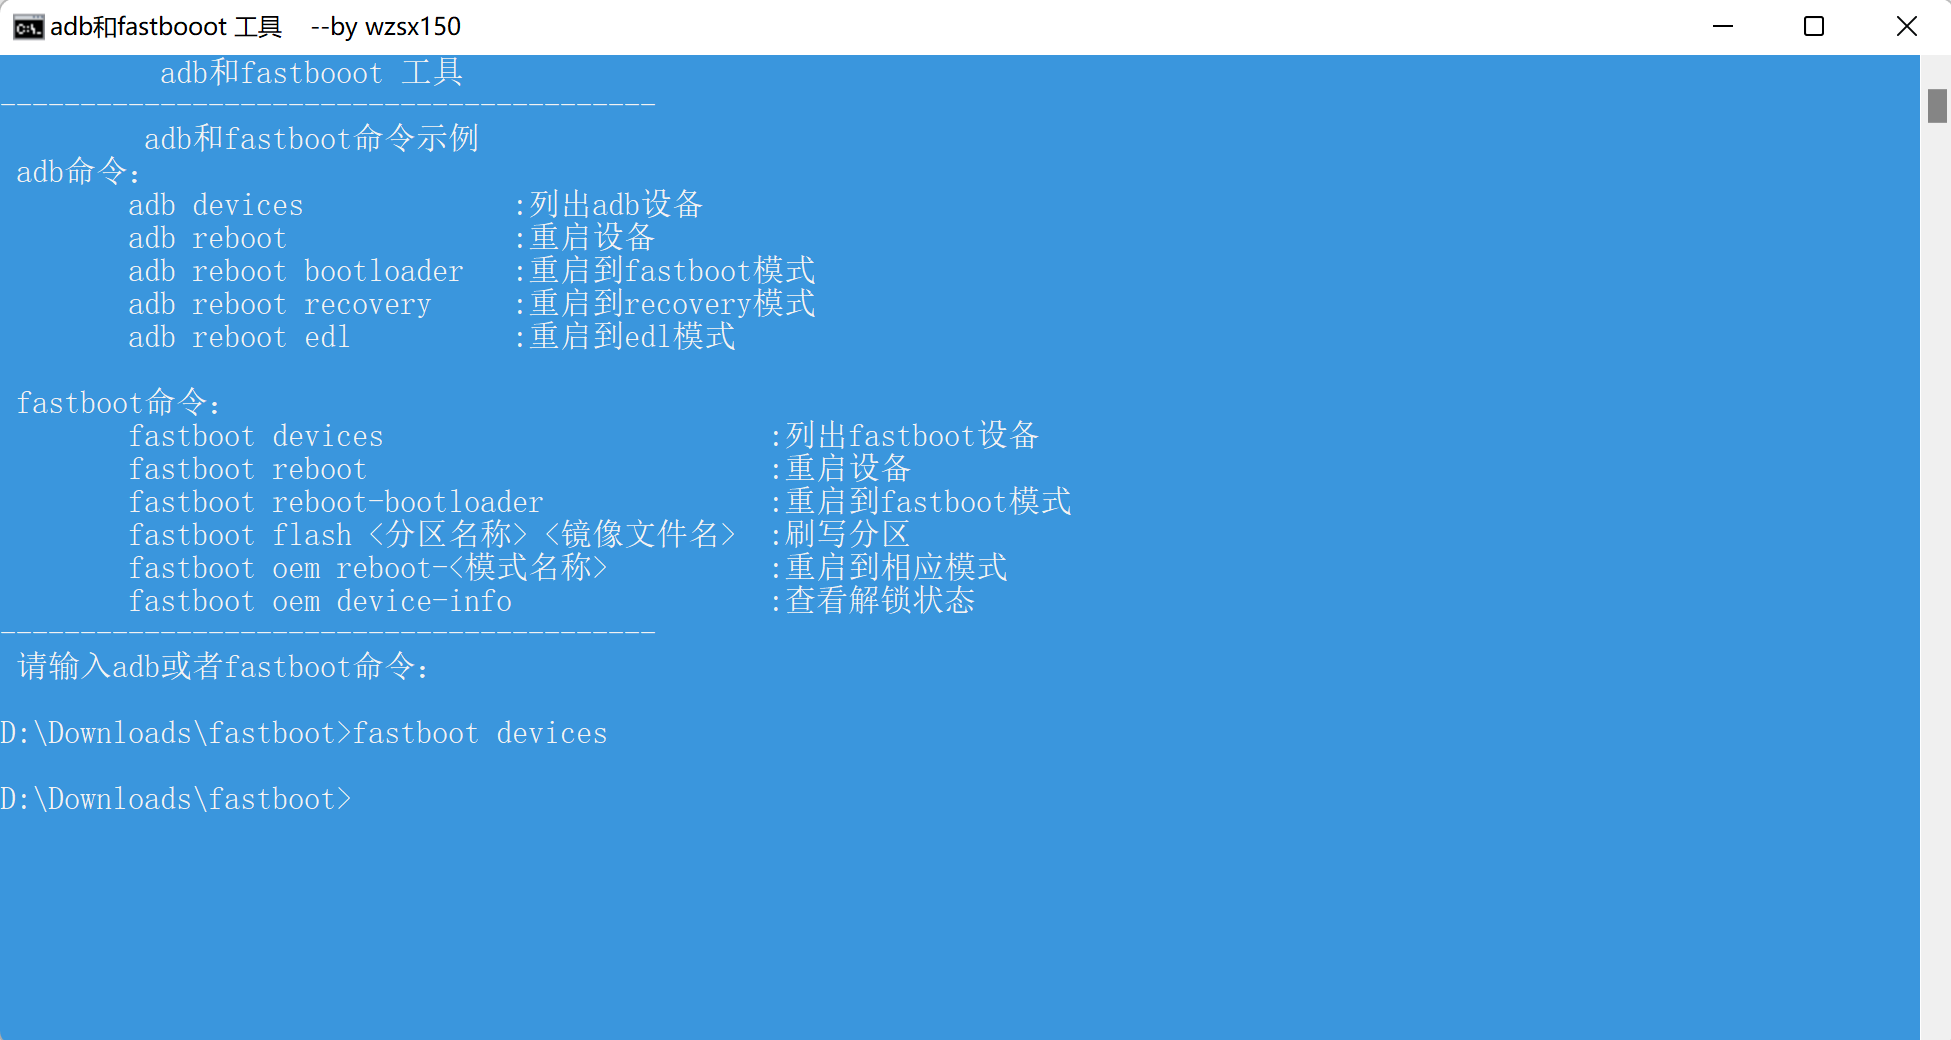 adb和fastbooot 工具    --by wzsx150
adb和fastbooot 工具
-----------------------------------------
adb和fastboot命令示例
adb命令：
adb devices             :列出adb设备
adb reboot              :重启设备
adb reboot bootloader   :重启到fastboot模式
adb reboot recovery     :重启到recovery模式
adb reboot edl          :重启到edl模式
fastboot命令：
fastboot devices                        :列出fastboot设备
fastboot reboot                         :重启设备
fastboot reboot-bootloader              :重启到fastboot模式
fastboot flash <分区名称> <镜像文件名>  :刷写分区
fastboot oem reboot-<模式名称>          :重启到相应模式
fastboot oem device-info                :查看解锁状态
-----------------------------------------
请输入adb或者fastboot命令：
D:\Downloads\fastboot>fastboot devices
D:\Downloads\fastboot>